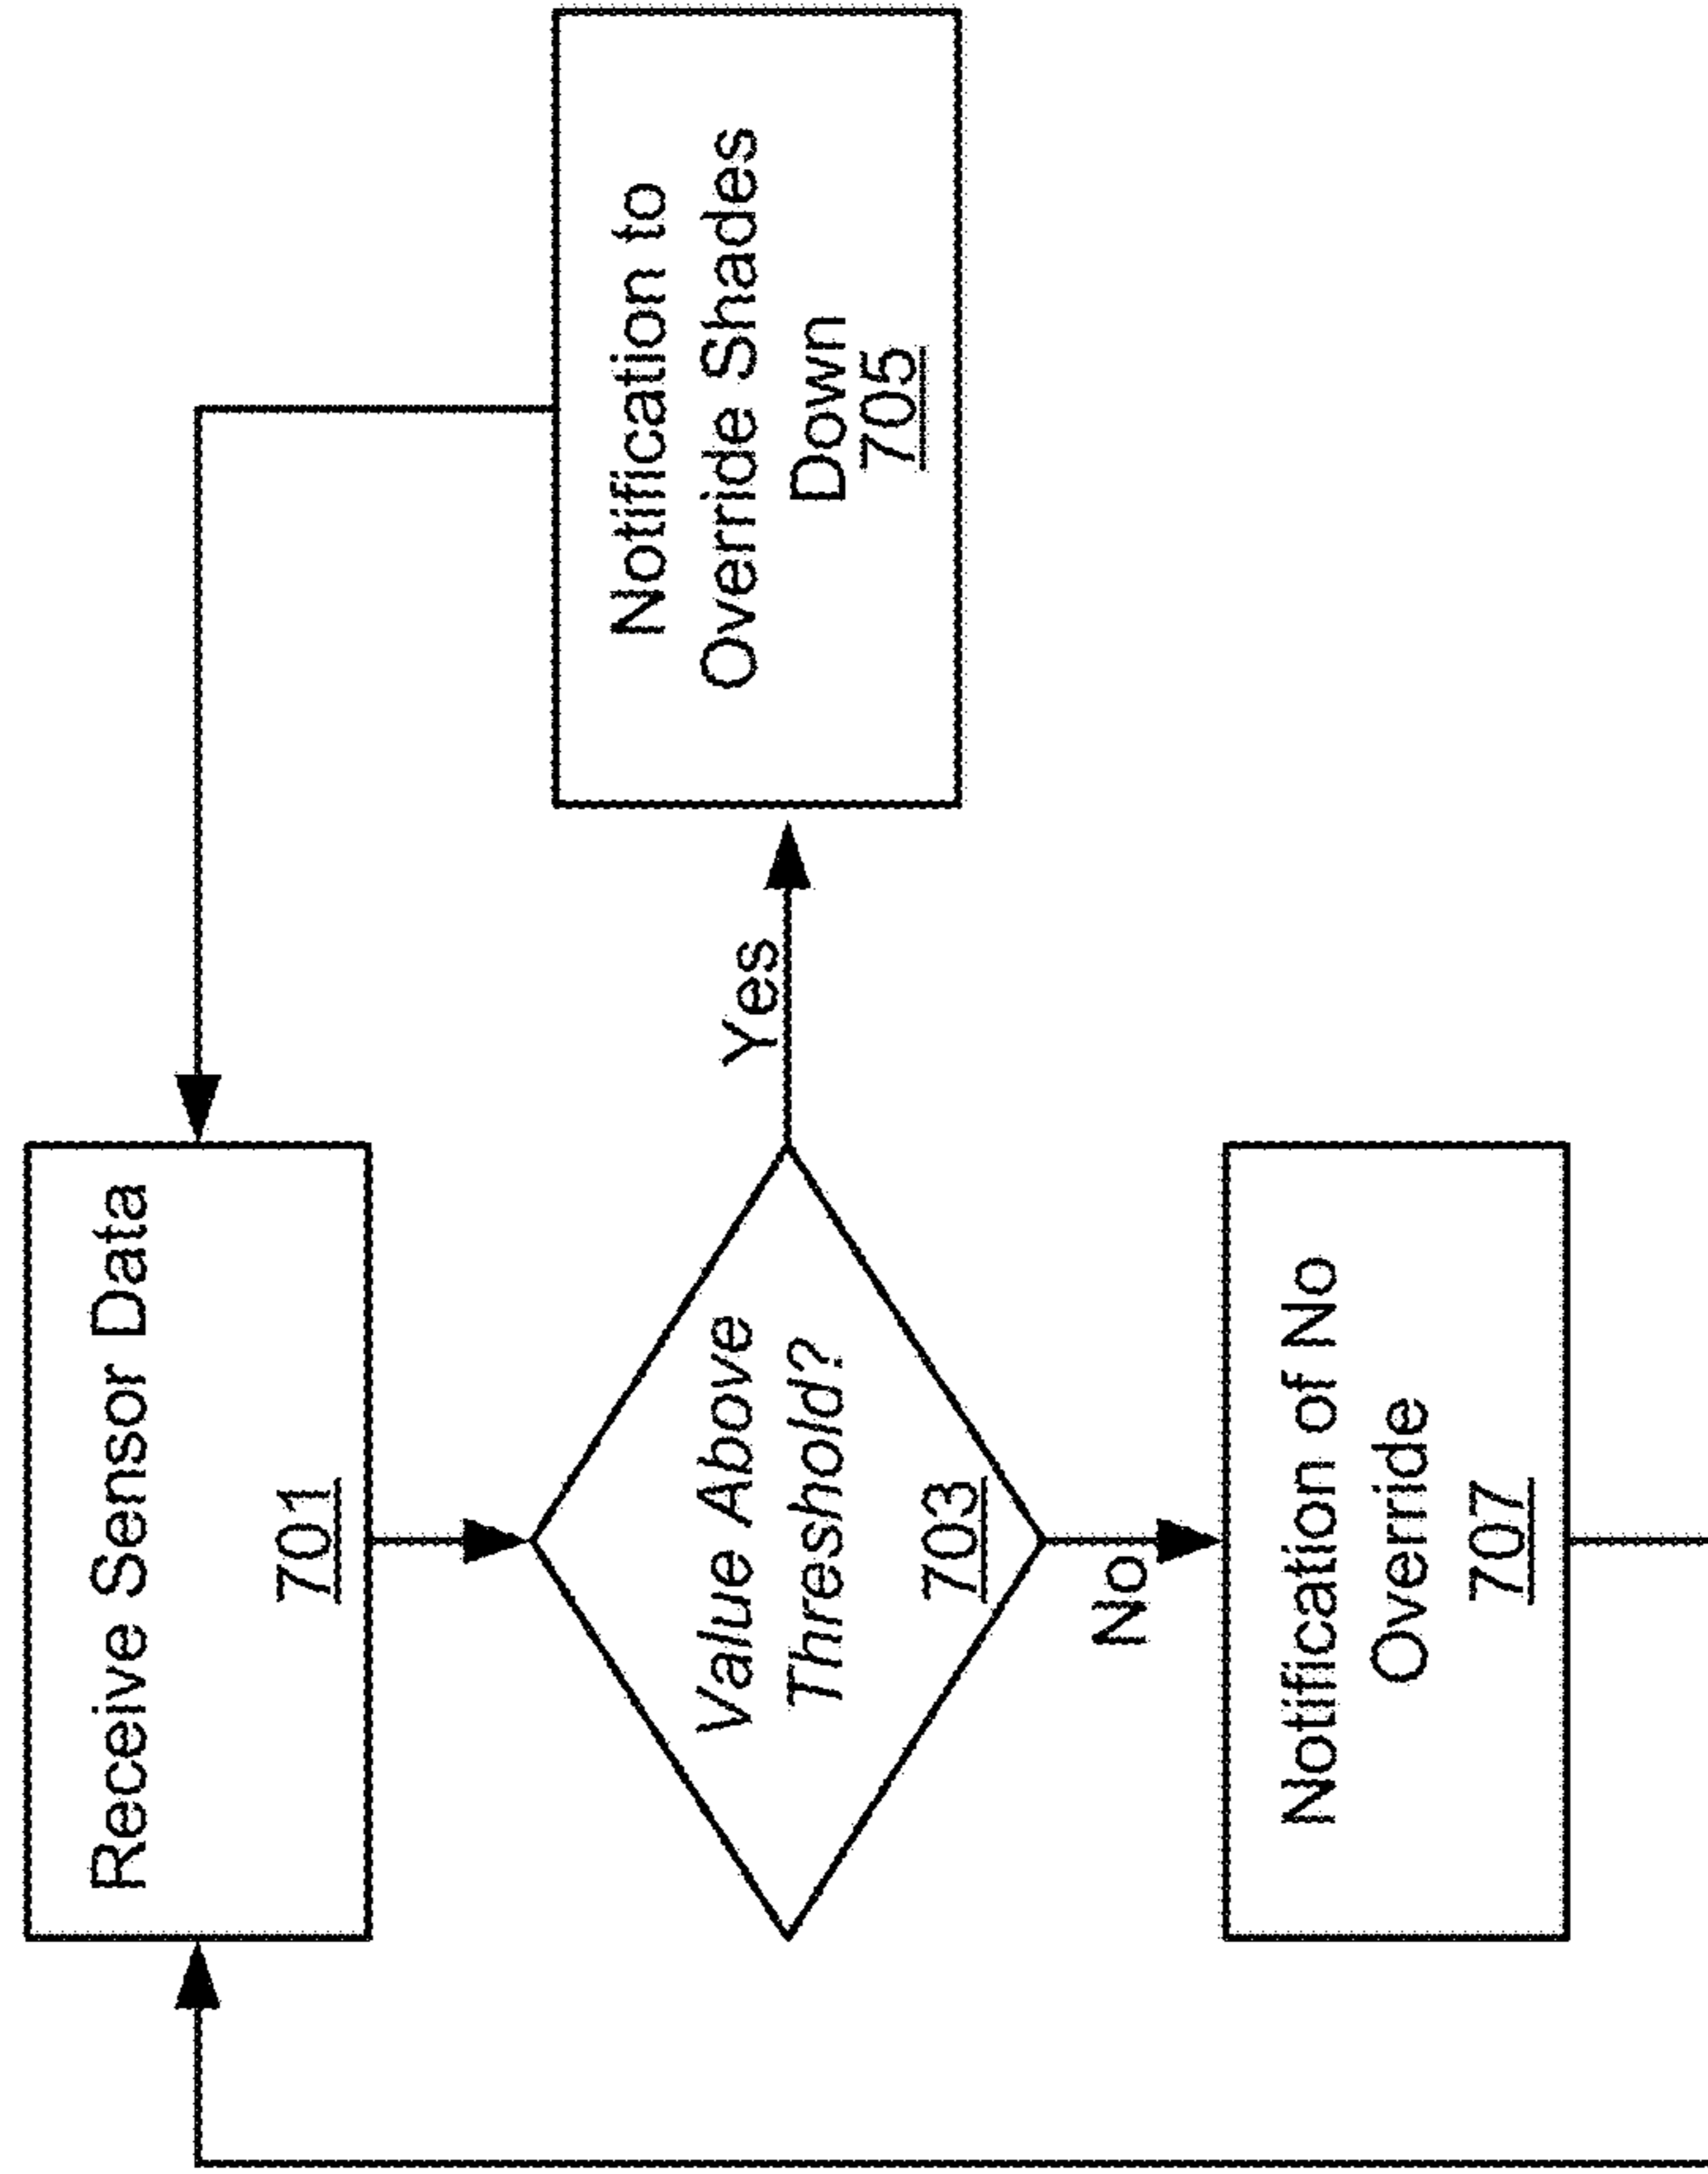 Receive Sensor Data
701
Value Above
Threshold?
703
Yes
Notification to
Override Shades
Down
705
No
Notification of No
Override
707